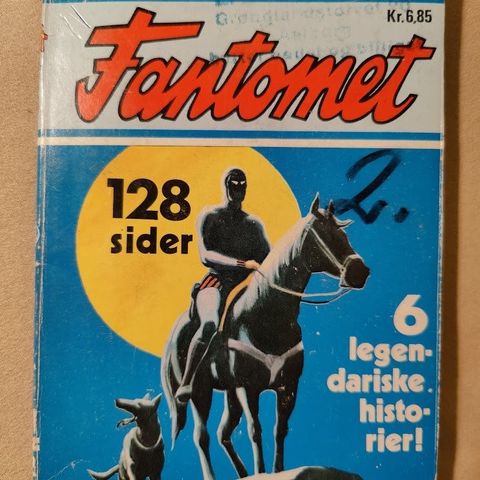 Kr. 6,85
Fantomet
128
sider
2.
6
legen-
dariske
histo-
rier!